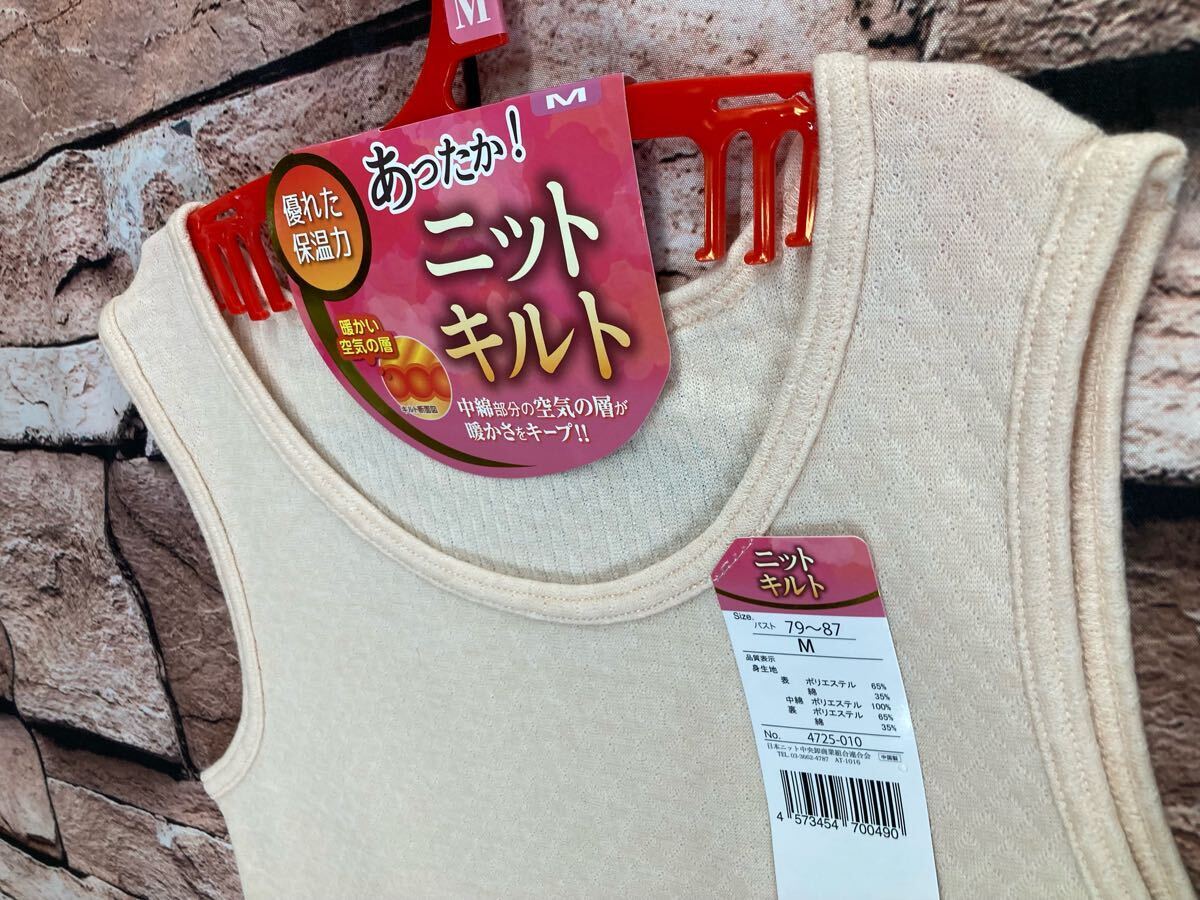 M
M
あったか!
優れた
保温力
ニット
キルト
暖かい
空気の層
キルト断面図
中綿部分の空気の層が
暖かさをキープ!!
ニット
キルト
Size.
バスト 79～87
M
品質表示
身生地
表 ポリエステル 65%
綿 35%
中綿 ポリエステル 100%
裏 ポリエステル 65%
綿 35%
No. 4725-010
日本ニット中央卸商業組合連合会
TEL 03-3662-4787 AT-1016 中国製
4 573454 700490